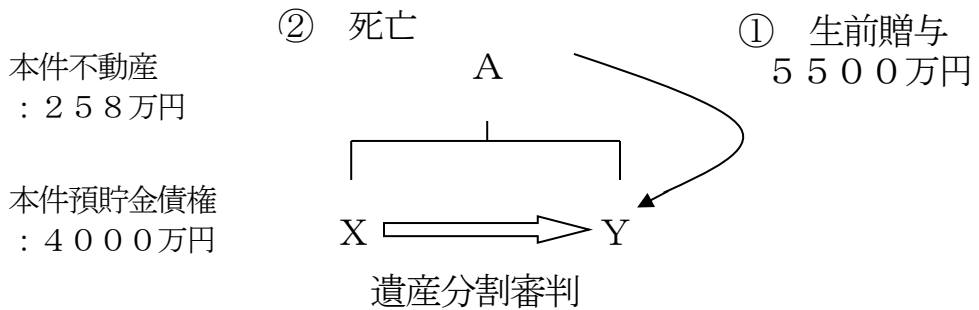 ② 死亡
① 生前贈与
５５００万円
本件不動産
：２５８万円
A
本件預貯金債権
：４０００万円
X
Y
遺産分割審判